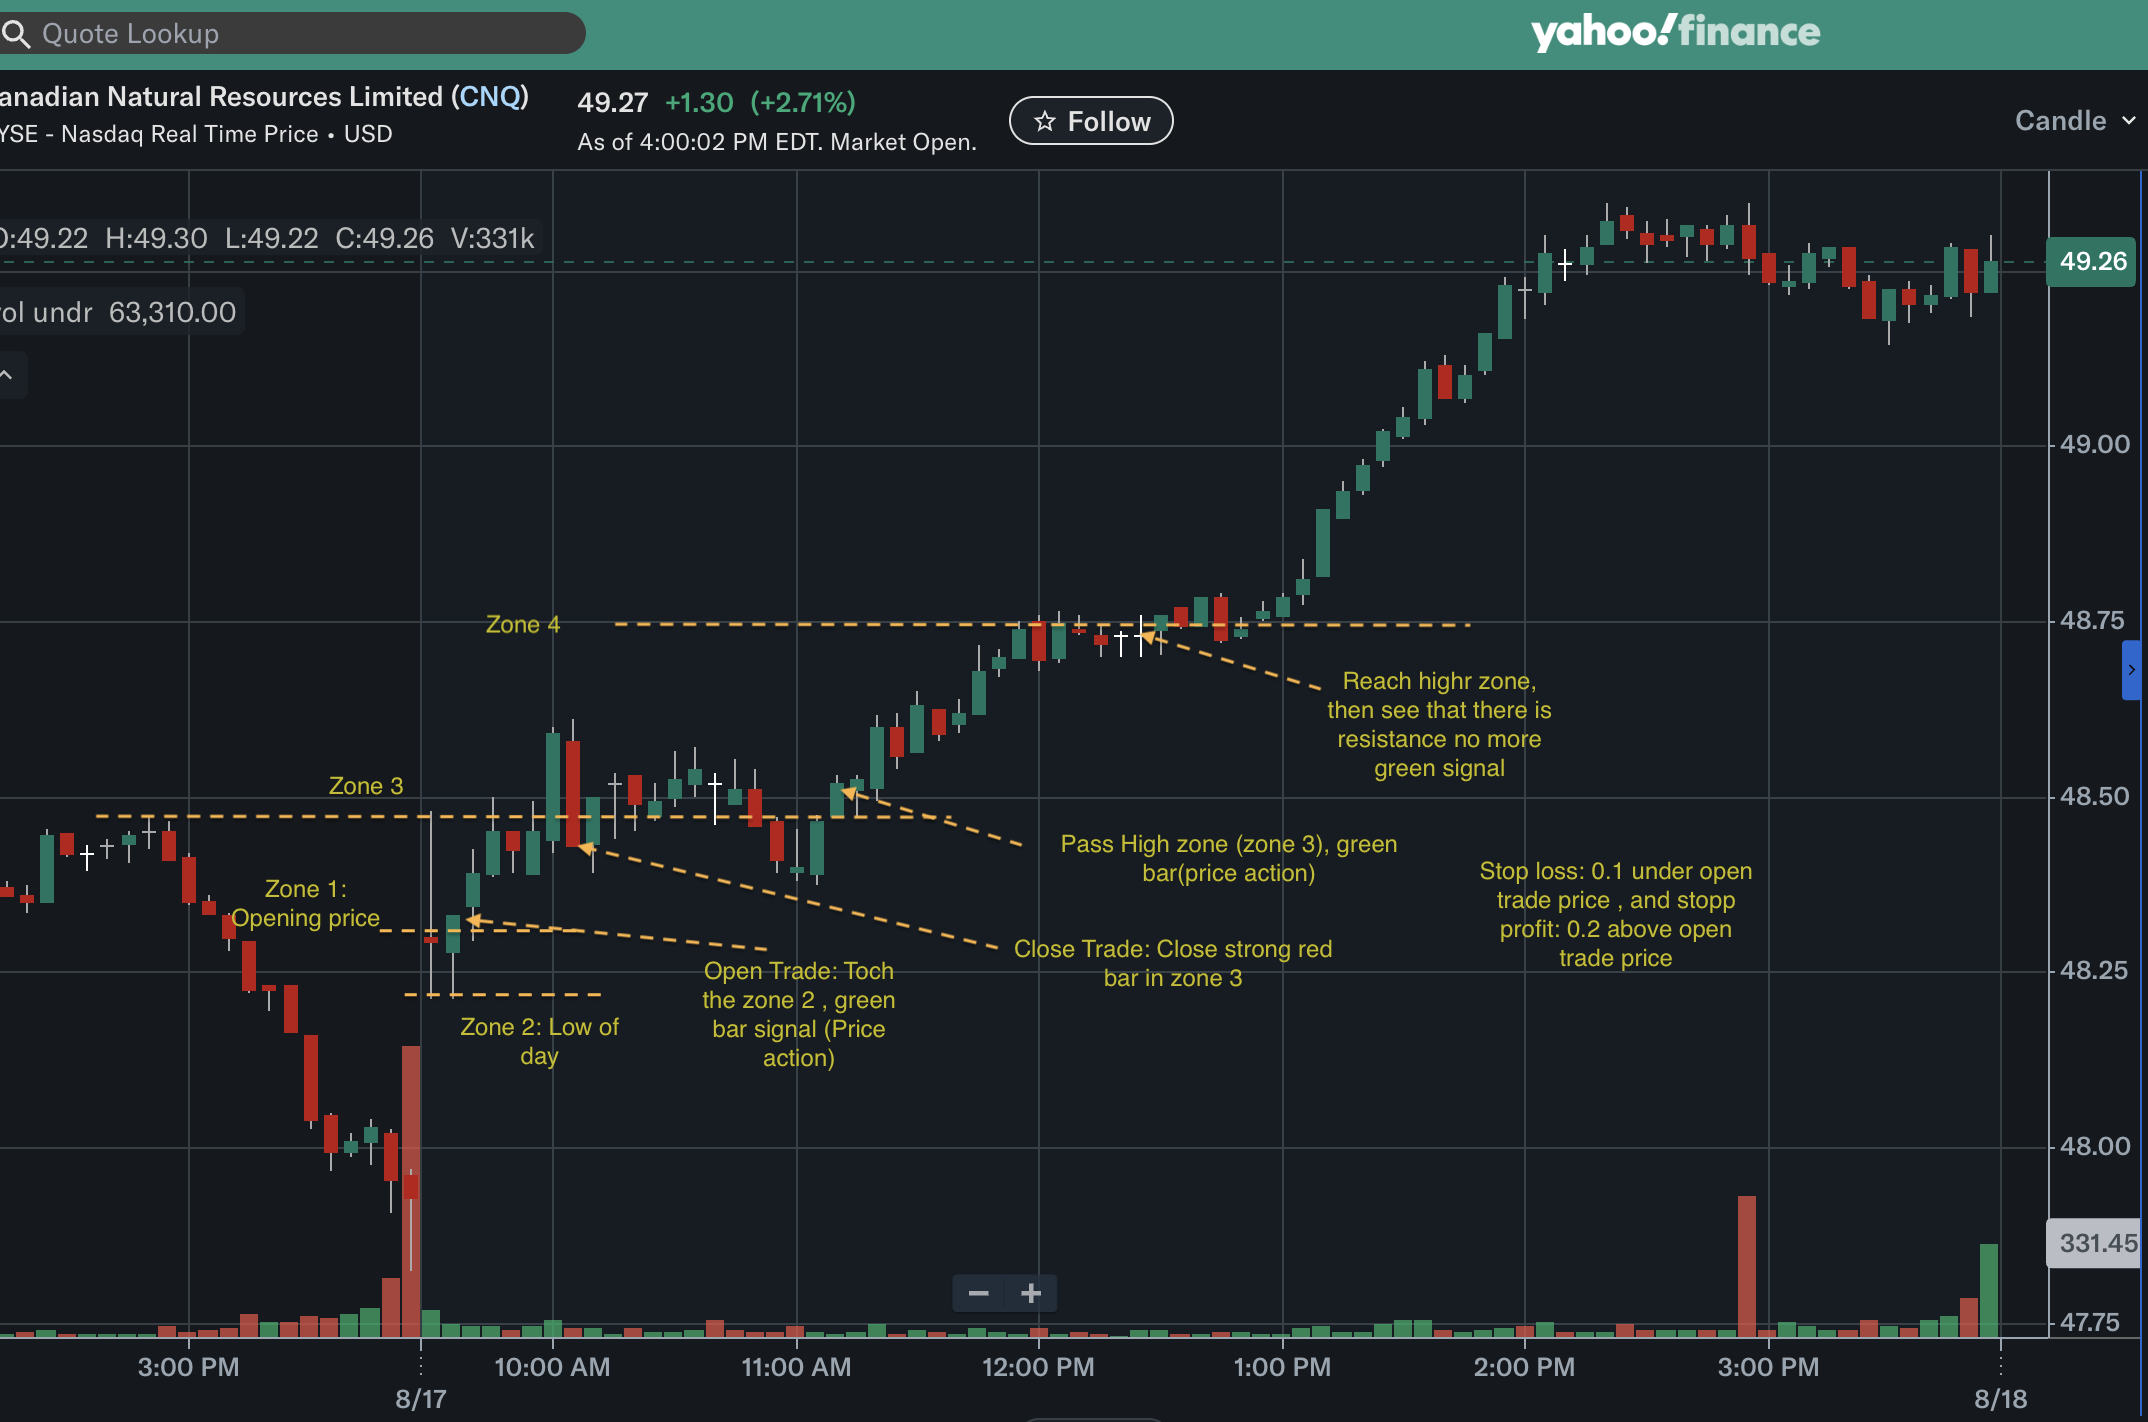 Quote Lookup
yahoo!finance
anadian Natural Resources Limited (CNQ)
YSE - Nasdaq Real Time Price • USD
49.27 +1.30 (+2.71%)
As of 4:00:02 PM EDT. Market Open.
Follow
Candle
O:49.22 H:49.30 L:49.22 C:49.26 V:331k
ol undr 63,310.00
49.26
49.00
48.75
48.50
48.25
48.00
331.45
47.75
Zone 4
Reach highr zone,
then see that there is
resistance no more
green signal
Zone 3
Pass High zone (zone 3), green
bar(price action)
Stop loss: 0.1 under open
trade price , and stopp
profit: 0.2 above open
trade price
Zone 1:
Opening price
Close Trade: Close strong red
bar in zone 3
Open Trade: Toch
the zone 2 , green
bar signal (Price
action)
Zone 2: Low of
day
3:00 PM
10:00 AM
11:00 AM
12:00 PM
1:00 PM
2:00 PM
3:00 PM
8/17
8/18